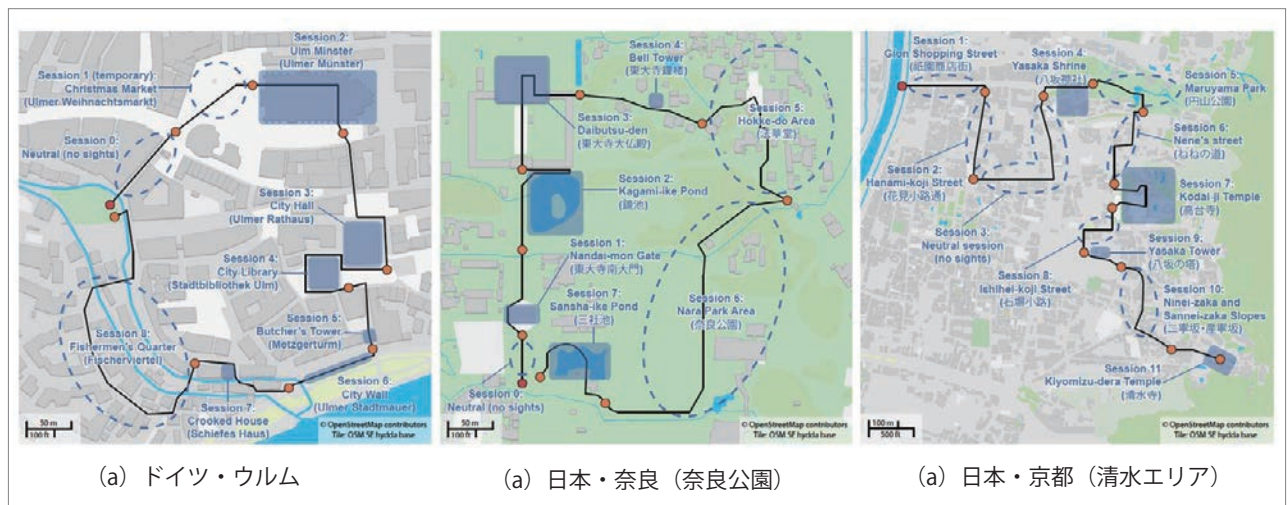 Session 2:
Ulm Minster
(Ulmer Münster)
Session 1 (temporary):
Christmas Market
(Ulmer Weihnachtsmarkt)
Session 0:
Neutral (no sights)
Session 3:
City Hall
(Ulmer Rathaus)
Session 4:
City Library
(Stadtbibliothek Ulm)
Session 5:
Butcher's Tower
(Metzgerturm)
Session 8:
Fishermen's Quarter
(Fischerviertel)
Session 6:
City Wall
(Ulmer Stadtmauer)
Session 7:
Crooked House
(Schiefes Haus)
50 m
100 ft
© OpenStreetMap contributors
Tile: OSM SE hydda base
(a) ドイツ・ウルム
Session 4:
Bell Tower
(東大寺鐘楼)
Session 3:
Daibutsu-den
(東大寺大仏殿)
Session 5:
Hokke-do Area
(法華堂)
Session 2:
Kagami-ike Pond
(鏡池)
Session 1:
Nandai-mon Gate
(東大寺南大門)
Session 7:
Sansha-ike Pond
(三社池)
Session 6:
Nara Park Area
(奈良公園)
Session 0:
Neutral (no sights)
50 m
100 ft
© OpenStreetMap contributors
Tile: OSM SE hydda base
(a) 日本・奈良（奈良公園）
Session 1:
Gion Shopping Street
(祇園商店街)
Session 4:
Yasaka Shrine
(八坂神社)
Session 5:
Maruyama Park
(円山公園)
Session 6:
Nene's street
(ねねの道)
Session 2:
Hanami-koji Street
(花見小路通)
Session 7:
Kodai-ji Temple
(高台寺)
Session 3:
Neutral session
(no sights)
Session 9:
Yasaka Tower
(八坂の塔)
Session 8:
Ishihei-koji Street
(石塀小路)
Session 10:
Ninei-zaka and
Sannei-zaka Slopes
(二寧坂・産寧坂)
Session 11
Kiyomizu-dera Temple
(清水寺)
100 m
500 ft
© OpenStreetMap contributors
Tile: OSM SE hydda base
(a) 日本・京都（清水エリア）